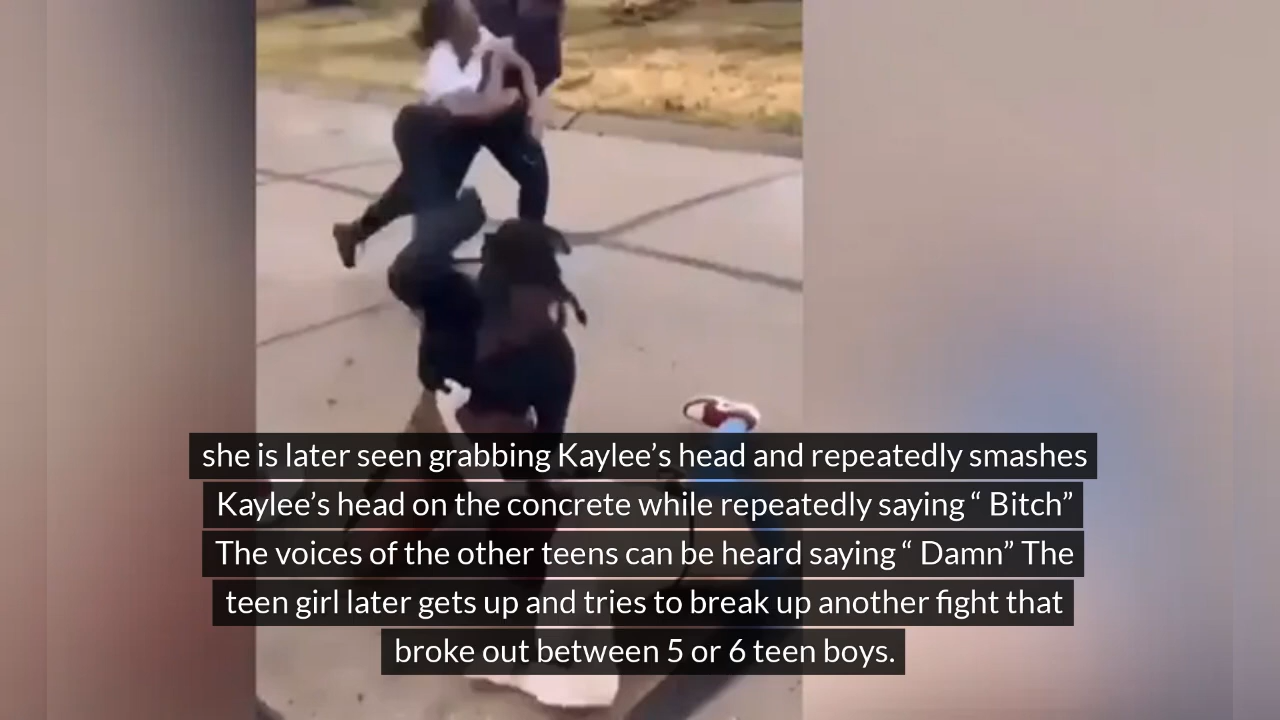 she is later seen grabbing Kaylee’s head and repeatedly smashes
Kaylee’s head on the concrete while repeatedly saying “ Bitch”
The voices of the other teens can be heard saying “ Damn” The
teen girl later gets up and tries to break up another fight that
broke out between 5 or 6 teen boys.